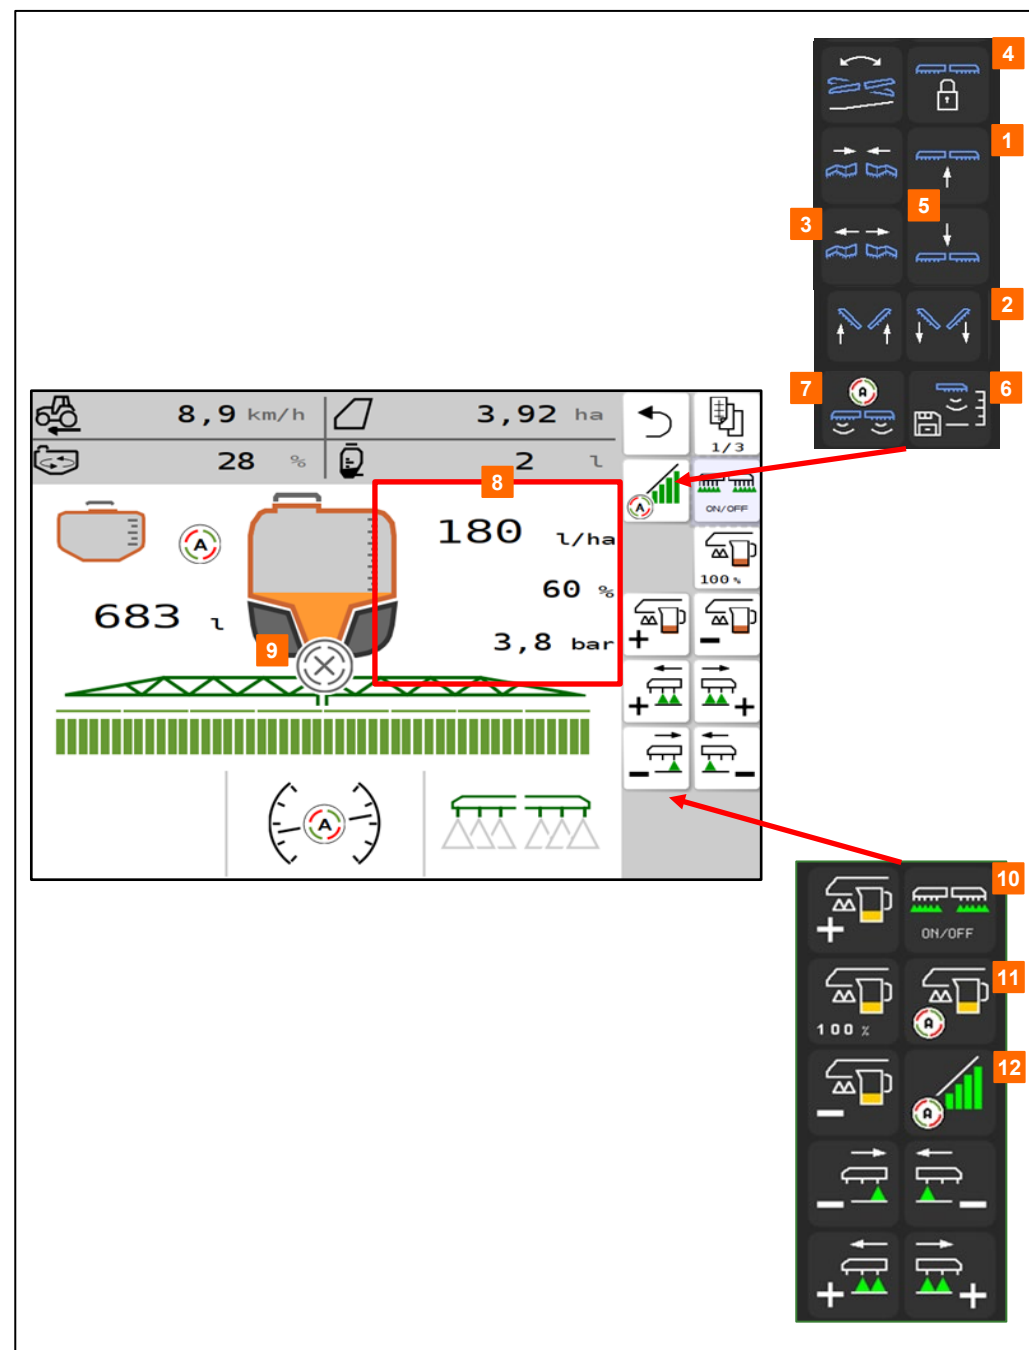 4
1
3
5
2
7
6
A
8,9 km/h
3,92 ha
1/3
28 %
2 l
8
A
ON/OFF
A
180 l/ha
100 %
60 %
683 l
3,8 bar
+
-
9
+
+
-
-
A
10
+
ON/OFF
11
100 %
A
12
-
A
-
-
+
+